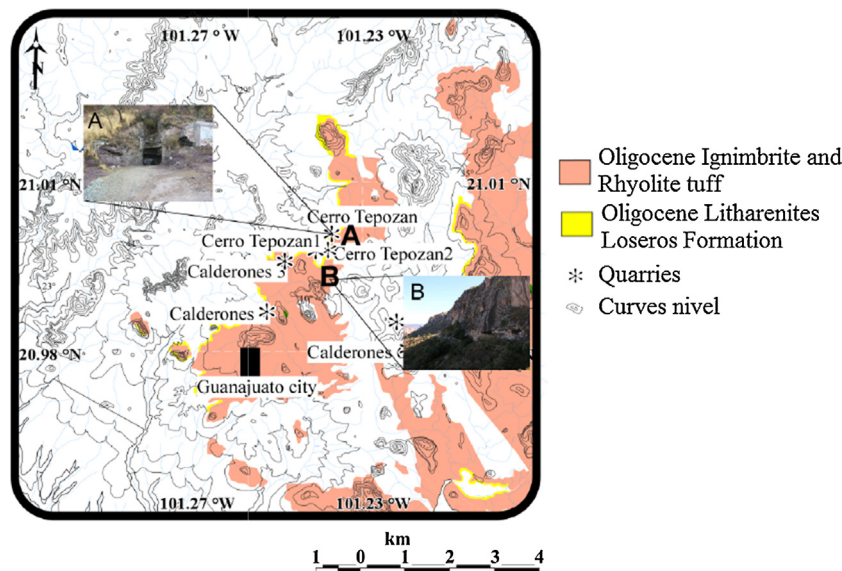 101.27 ° W
101.23 °W
N
A
21.01 °N
21.01 °N
Cerro Tepozan
A
Cerro Tepozan1
Cerro Tepozan2
Calderones 3
B
B
Calderones
20.98 °N
Calderones
Guanajuato city
101.27 °W
101.23 °W
Oligocene Ignimbrite and
Rhyolite tuff
Oligocene Litharenites
Loseros Formation
Quarries
Curves nivel
km
1 0 1 2 3 4